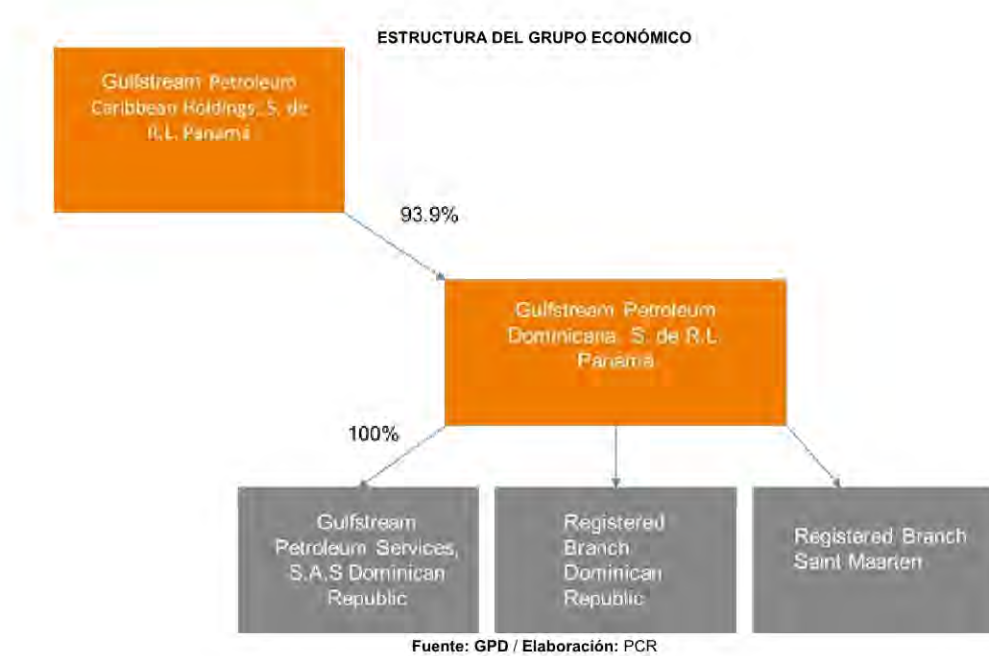 ESTRUCTURA DEL GRUPO ECONÓMICO
Gulfstream Petroleum
Caribbean Holdings, S. de
R.L. Panamá
93.9%
Gulfstream Petroleum
Dominicana, S. de R.L.
Panamá
100%
Gulfstream
Petroleum Services,
S.A.S Dominican
Republic
Registered
Branch
Dominican
Republic
Registered Branch
Saint Maarten
Fuente: GPD / Elaboración: PCR